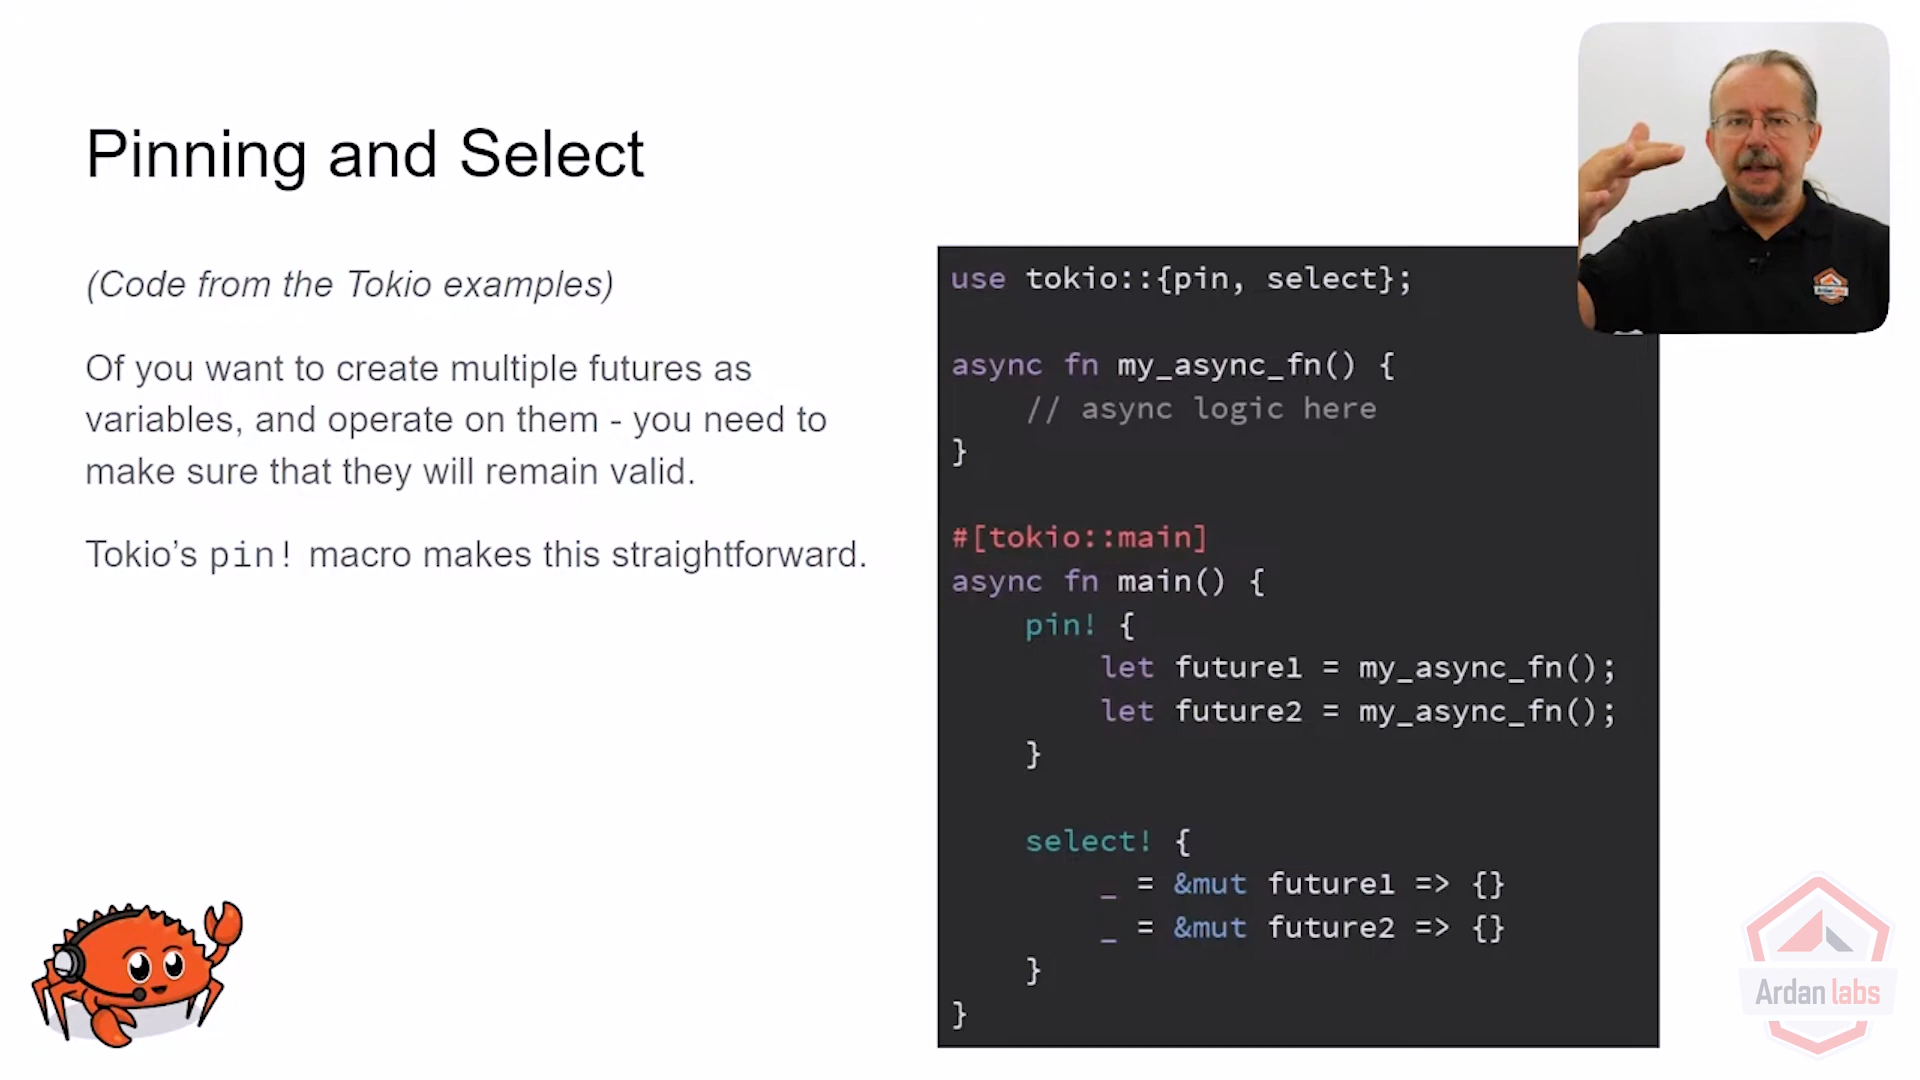 Pinning and Select
(Code from the Tokio examples)
Of you want to create multiple futures as
variables, and operate on them - you need to
make sure that they will remain valid.
Tokio’s pin! macro makes this straightforward.
use tokio::{pin, select};
async fn my_async_fn() {
// async logic here
}
#[tokio::main]
async fn main() {
pin! {
let future1 = my_async_fn();
let future2 = my_async_fn();
}
select! {
_ = &mut future1 => {}
_ = &mut future2 => {}
}
}
Ardan labs
Ardan labs